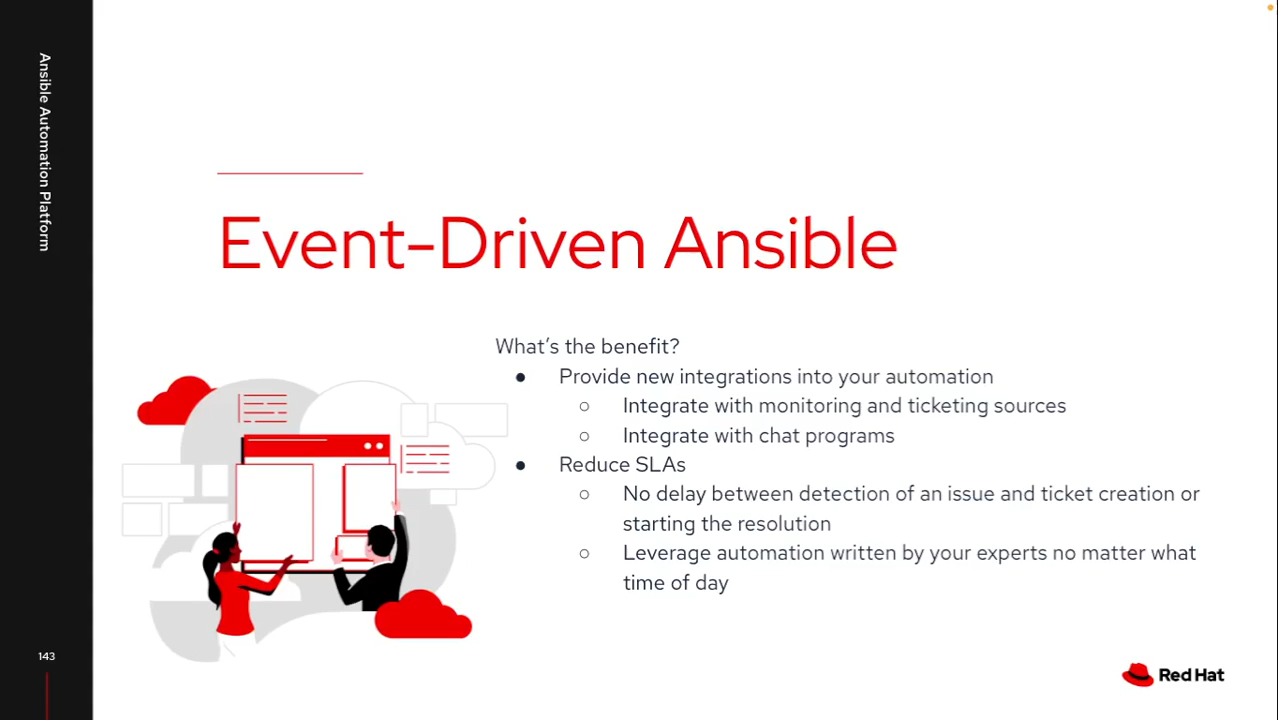 Ansible Automation Platform
Event-Driven Ansible
What's the benefit?
● Provide new integrations into your automation
○ Integrate with monitoring and ticketing sources
○ Integrate with chat programs
● Reduce SLAs
○ No delay between detection of an issue and ticket creation or
starting the resolution
○ Leverage automation written by your experts no matter what
time of day
143
Red Hat